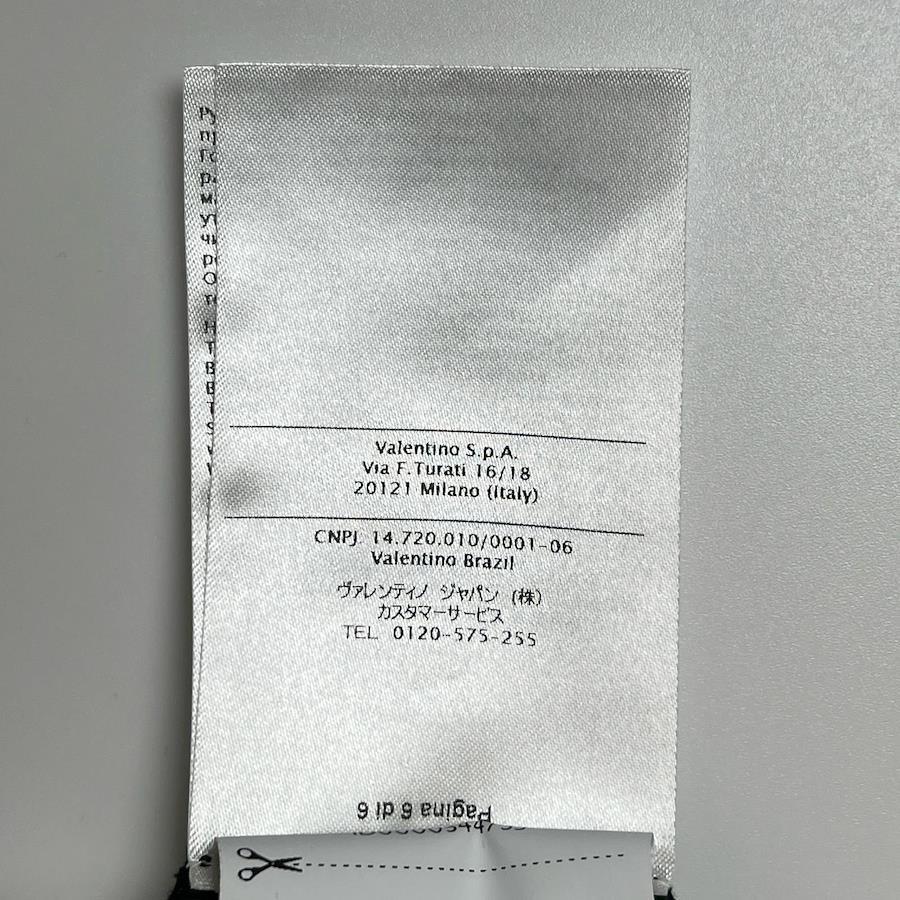 Valentino S.p.A.
Via F.Turati 16/18
20121 Milano (Italy)
CNPJ. 14.720.010/0001-06
Valentino Brazil
ヴァレンティノ ジャパン (株)
カスタマーサービス
TEL 0120-575-255
Pagina 6 di 6